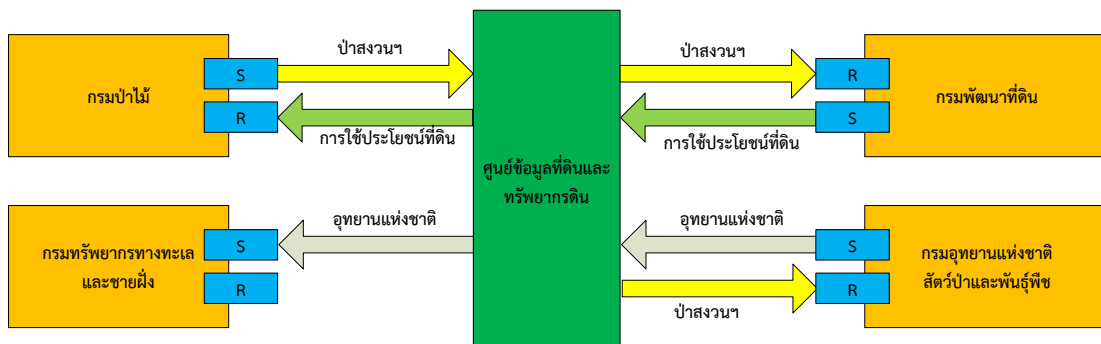 ป่าสงวนฯ
ป่าสงวนฯ
S
R
กรมป่าไม้
กรมพัฒนาที่ดิน
R
S
การใช้ประโยชน์ที่ดิน
การใช้ประโยชน์ที่ดิน
ศูนย์ข้อมูลที่ดินและ
ทรัพยากรดิน
อุทยานแห่งชาติ
อุทยานแห่งชาติ
S
S
กรมทรัพยากรทางทะเล
และชายฝั่ง
กรมอุทยานแห่งชาติ
สัตว์ป่าและพันธุ์พืช
R
R
ป่าสงวนฯ